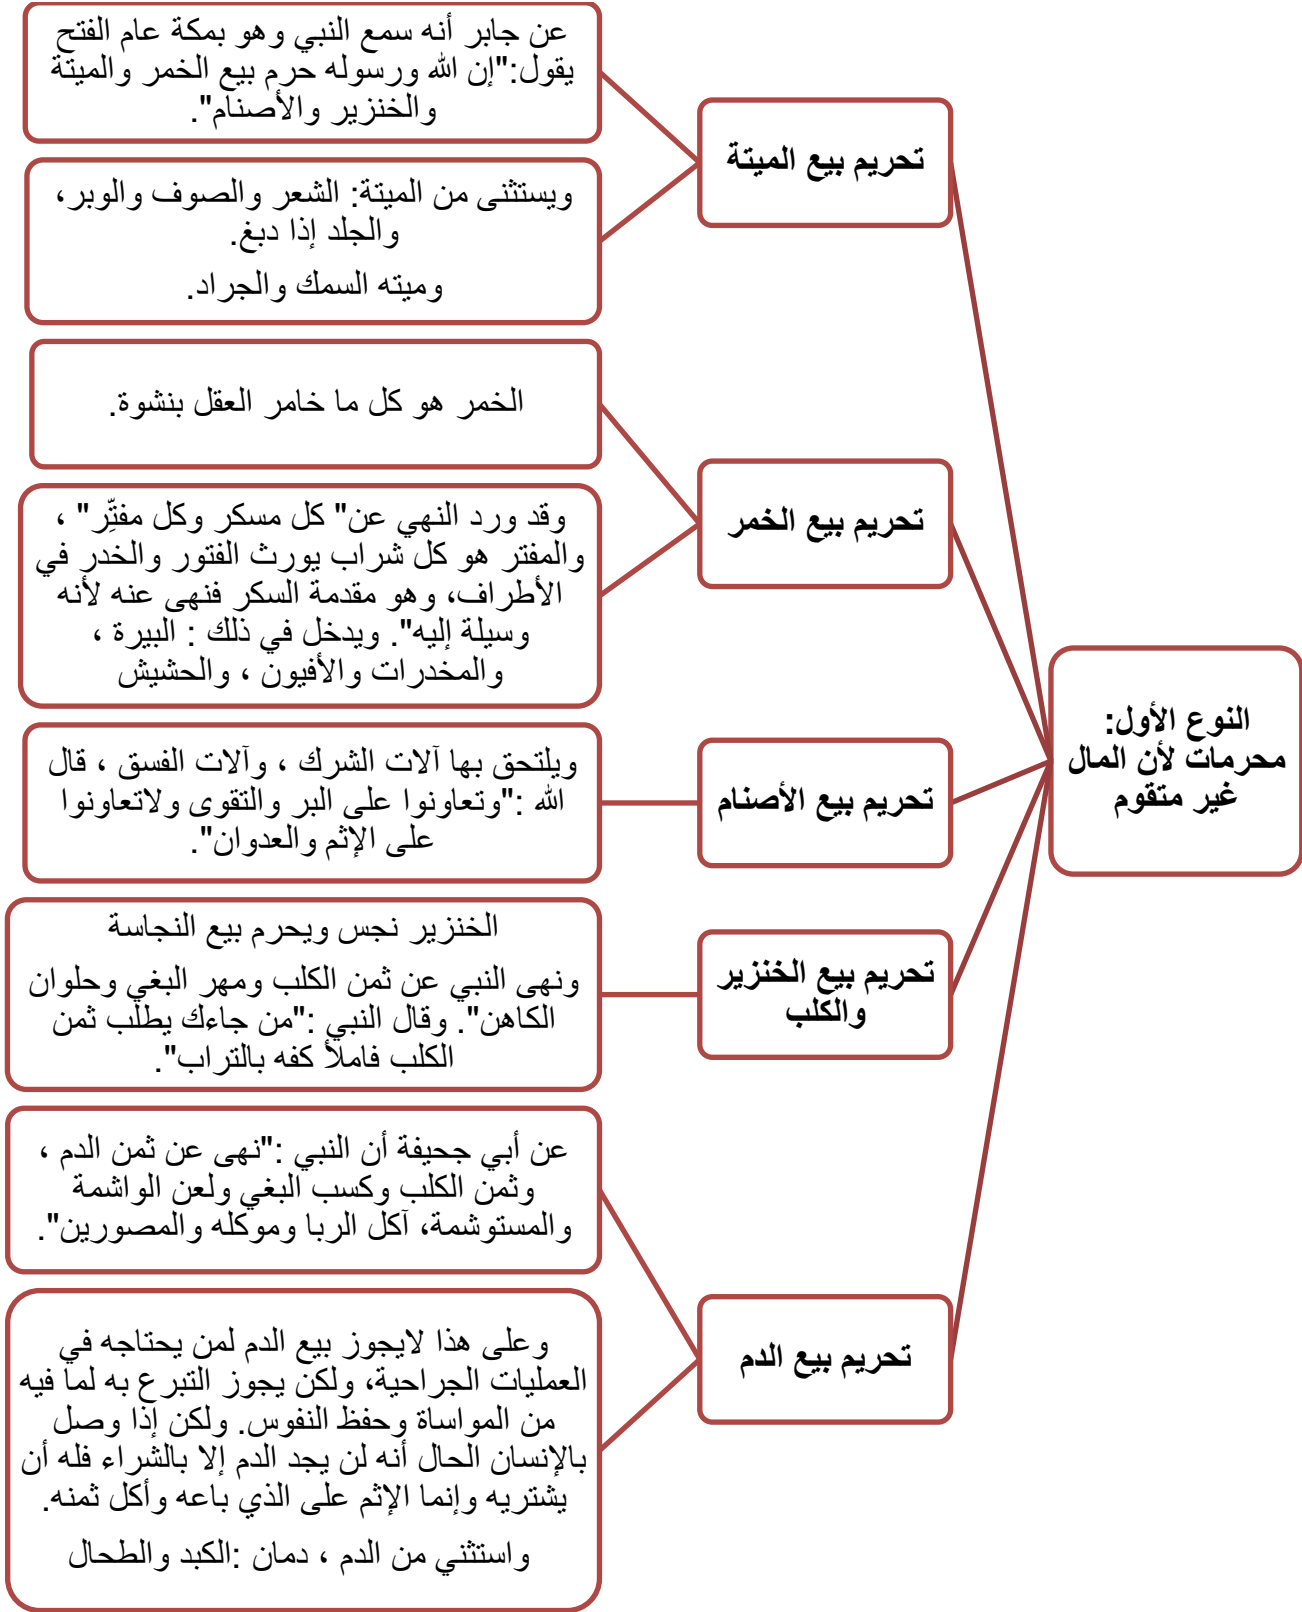 النوع الأول:
محرمات لأن المال
غير متقوم
تحريم بيع الميتة
عن جابر أنه سمع النبي وهو بمكة عام الفتح
يقول:"إن الله ورسوله حرم بيع الخمر والميتة
والخنزير والأصنام".
ويستثنى من الميتة: الشعر والصوف والوبر،
والجلد إذا دبغ.
وميته السمك والجراد.
تحريم بيع الخمر
الخمر هو كل ما خامر العقل بنشوة.
وقد ورد النهي عن" كل مسكر وكل مفتِّر" ،
والمفتر هو كل شراب يورث الفتور والخدر في
الأطراف، وهو مقدمة السكر فنهى عنه لأنه
وسيلة إليه". ويدخل في ذلك : البيرة ،
والمخدرات والأفيون ، والحشيش
تحريم بيع الأصنام
ويلتحق بها آلات الشرك ، وآلات الفسق ، قال
الله :"وتعاونوا على البر والتقوى ولاتعاونوا
على الإثم والعدوان".
تحريم بيع الخنزير
والكلب
الخنزير نجس ويحرم بيع النجاسة
ونهى النبي عن ثمن الكلب ومهر البغي وحلوان
الكاهن". وقال النبي :"من جاءك يطلب ثمن
الكلب فاملأ كفه بالتراب".
تحريم بيع الدم
عن أبي جحيفة أن النبي :"نهى عن ثمن الدم ،
وثمن الكلب وكسب البغي ولعن الواشمة
والمستوشمة، آكل الربا وموكله والمصورين".
وعلى هذا لايجوز بيع الدم لمن يحتاجه في
العمليات الجراحية، ولكن يجوز التبرع به لما فيه
من المواساة وحفظ النفوس. ولكن إذا وصل
بالإنسان الحال أنه لن يجد الدم إلا بالشراء فله أن
يشتريه وإنما الإثم على الذي باعه وأكل ثمنه.
واستثني من الدم ، دمان :الكبد والطحال